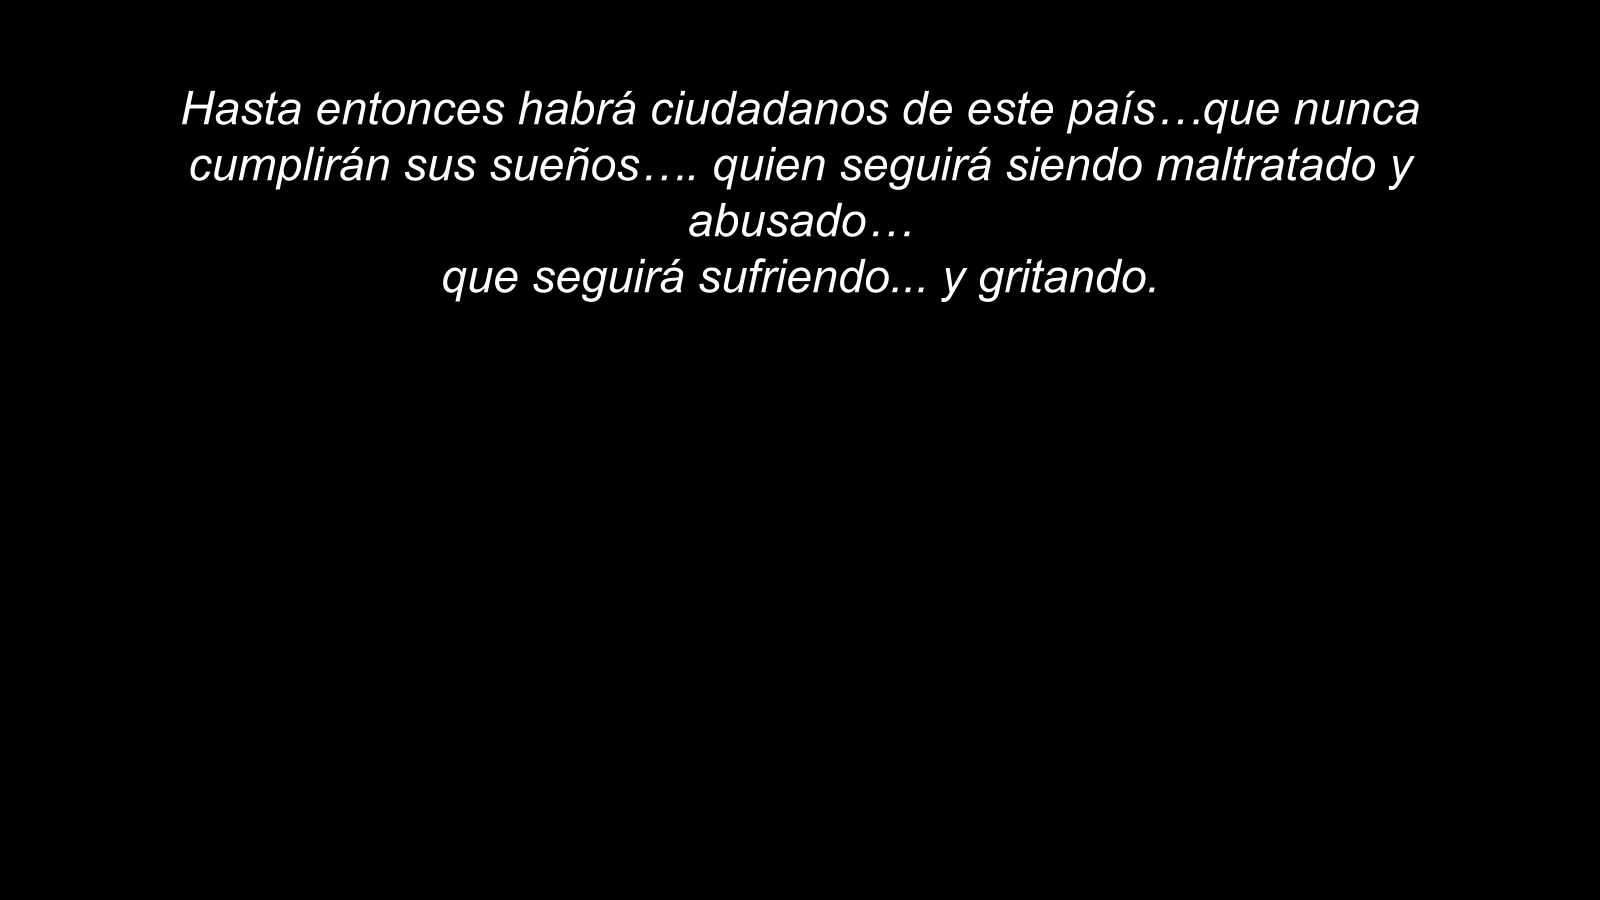 Hasta entonces habrá ciudadanos de este país…que nunca
cumplirán sus sueños…. quien seguirá siendo maltratado y
abusado…
que seguirá sufriendo... y gritando.